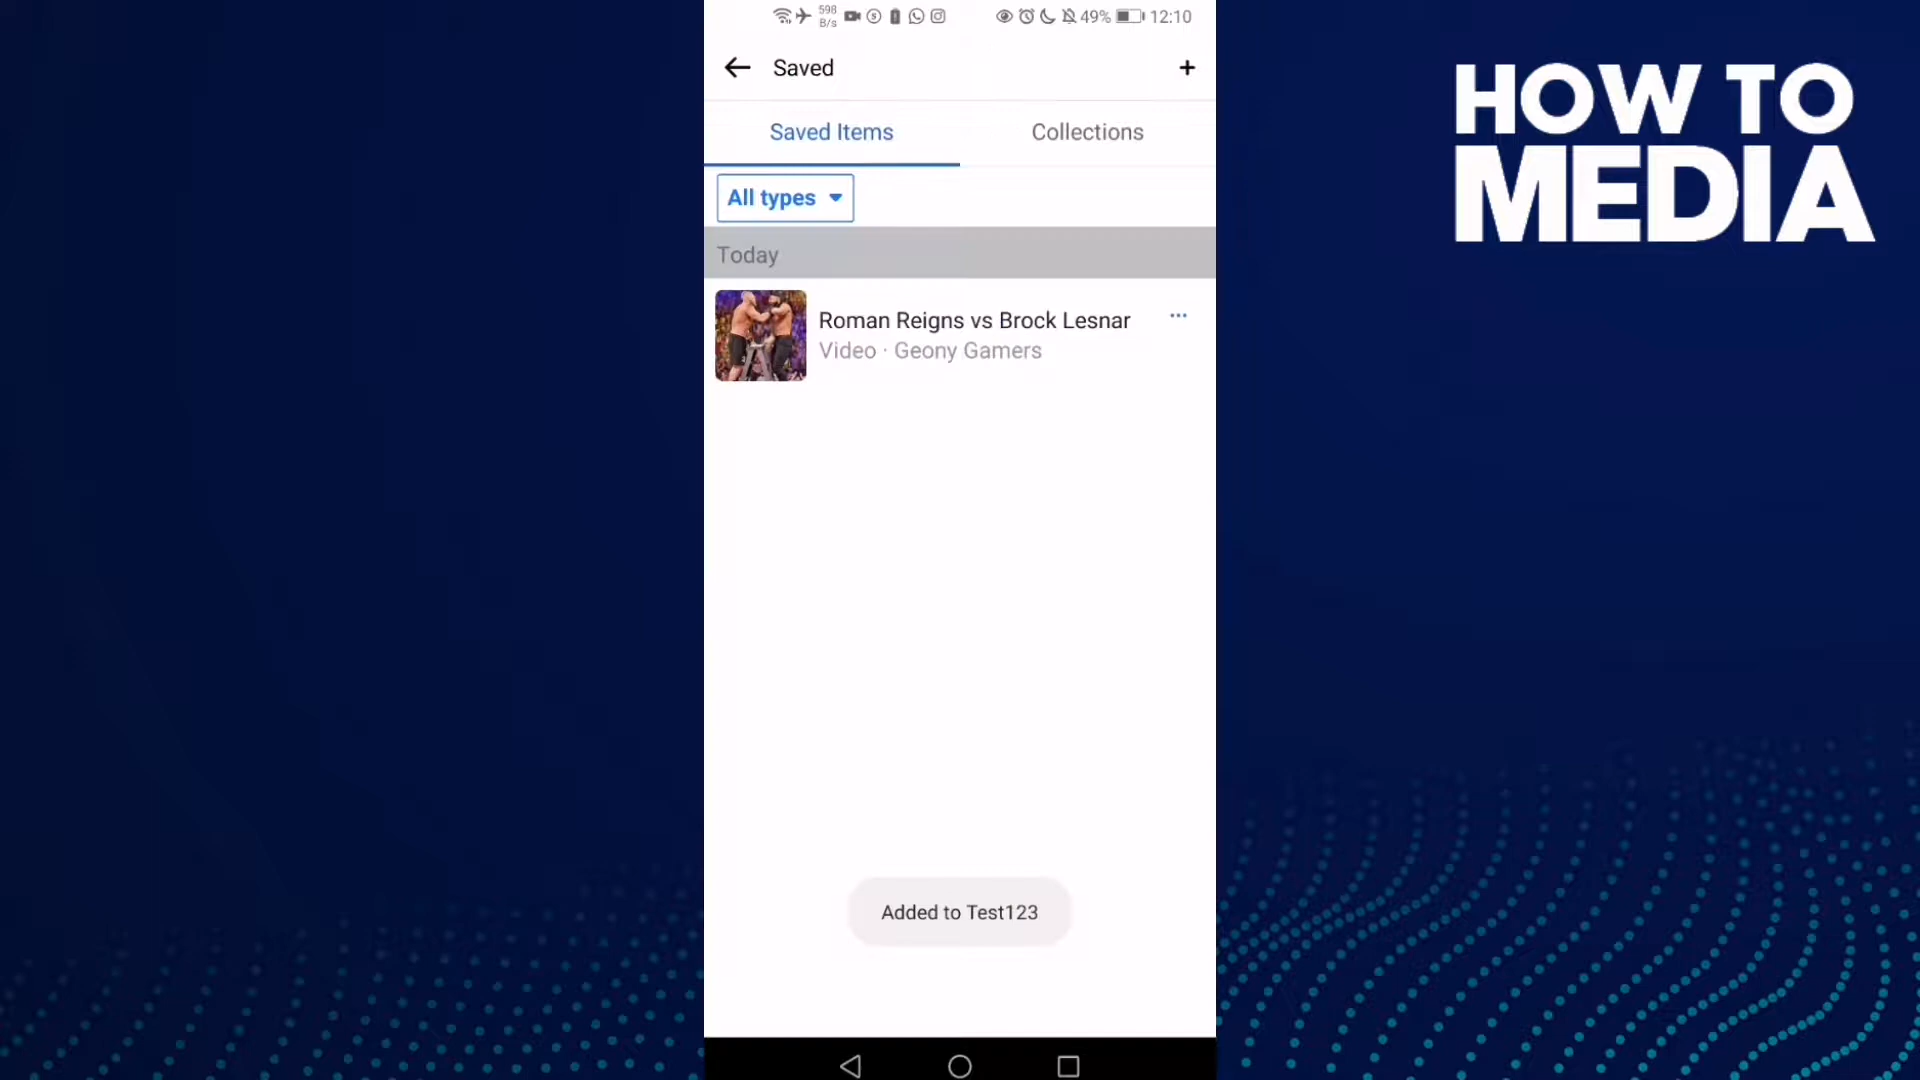 598
B/s
49% 12:10
Saved
+
HOW TO
MEDIA
Saved Items
Collections
All types
Today
Roman Reigns vs Brock Lesnar
Video · Geony Gamers
Added to Test123